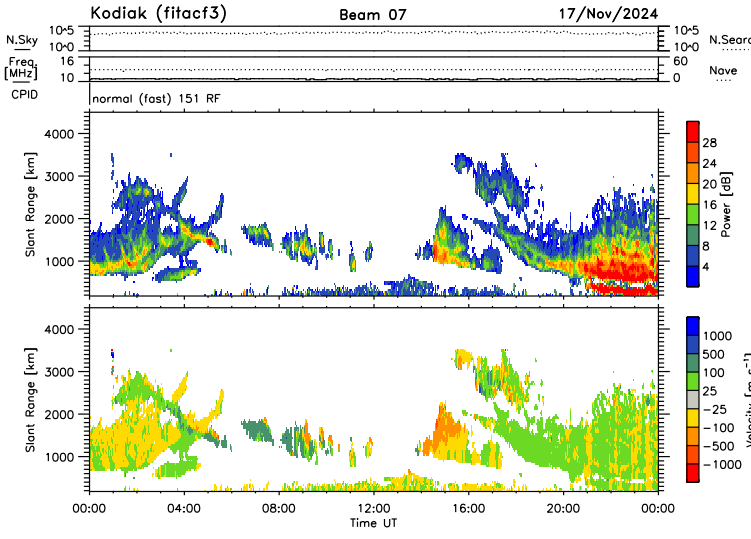 Kodiak (fitacf3) Beam 07 17/Nov/2024
N.Sky 10^5 10^0 10^5 10^0 N.Searc
Freq. [MHz] 16 10 60 0 Nave
CPID normal (fast) 151 RF
Slant Range [km] 4000 3000 2000 1000
Power [dB] 28 24 20 16 12 8 4
Slant Range [km] 4000 3000 2000 1000
Velocity [m s^-1] 1000 500 100 25 -25 -100 -500 -1000
00:00 04:00 08:00 12:00 16:00 20:00 00:00
Time UT